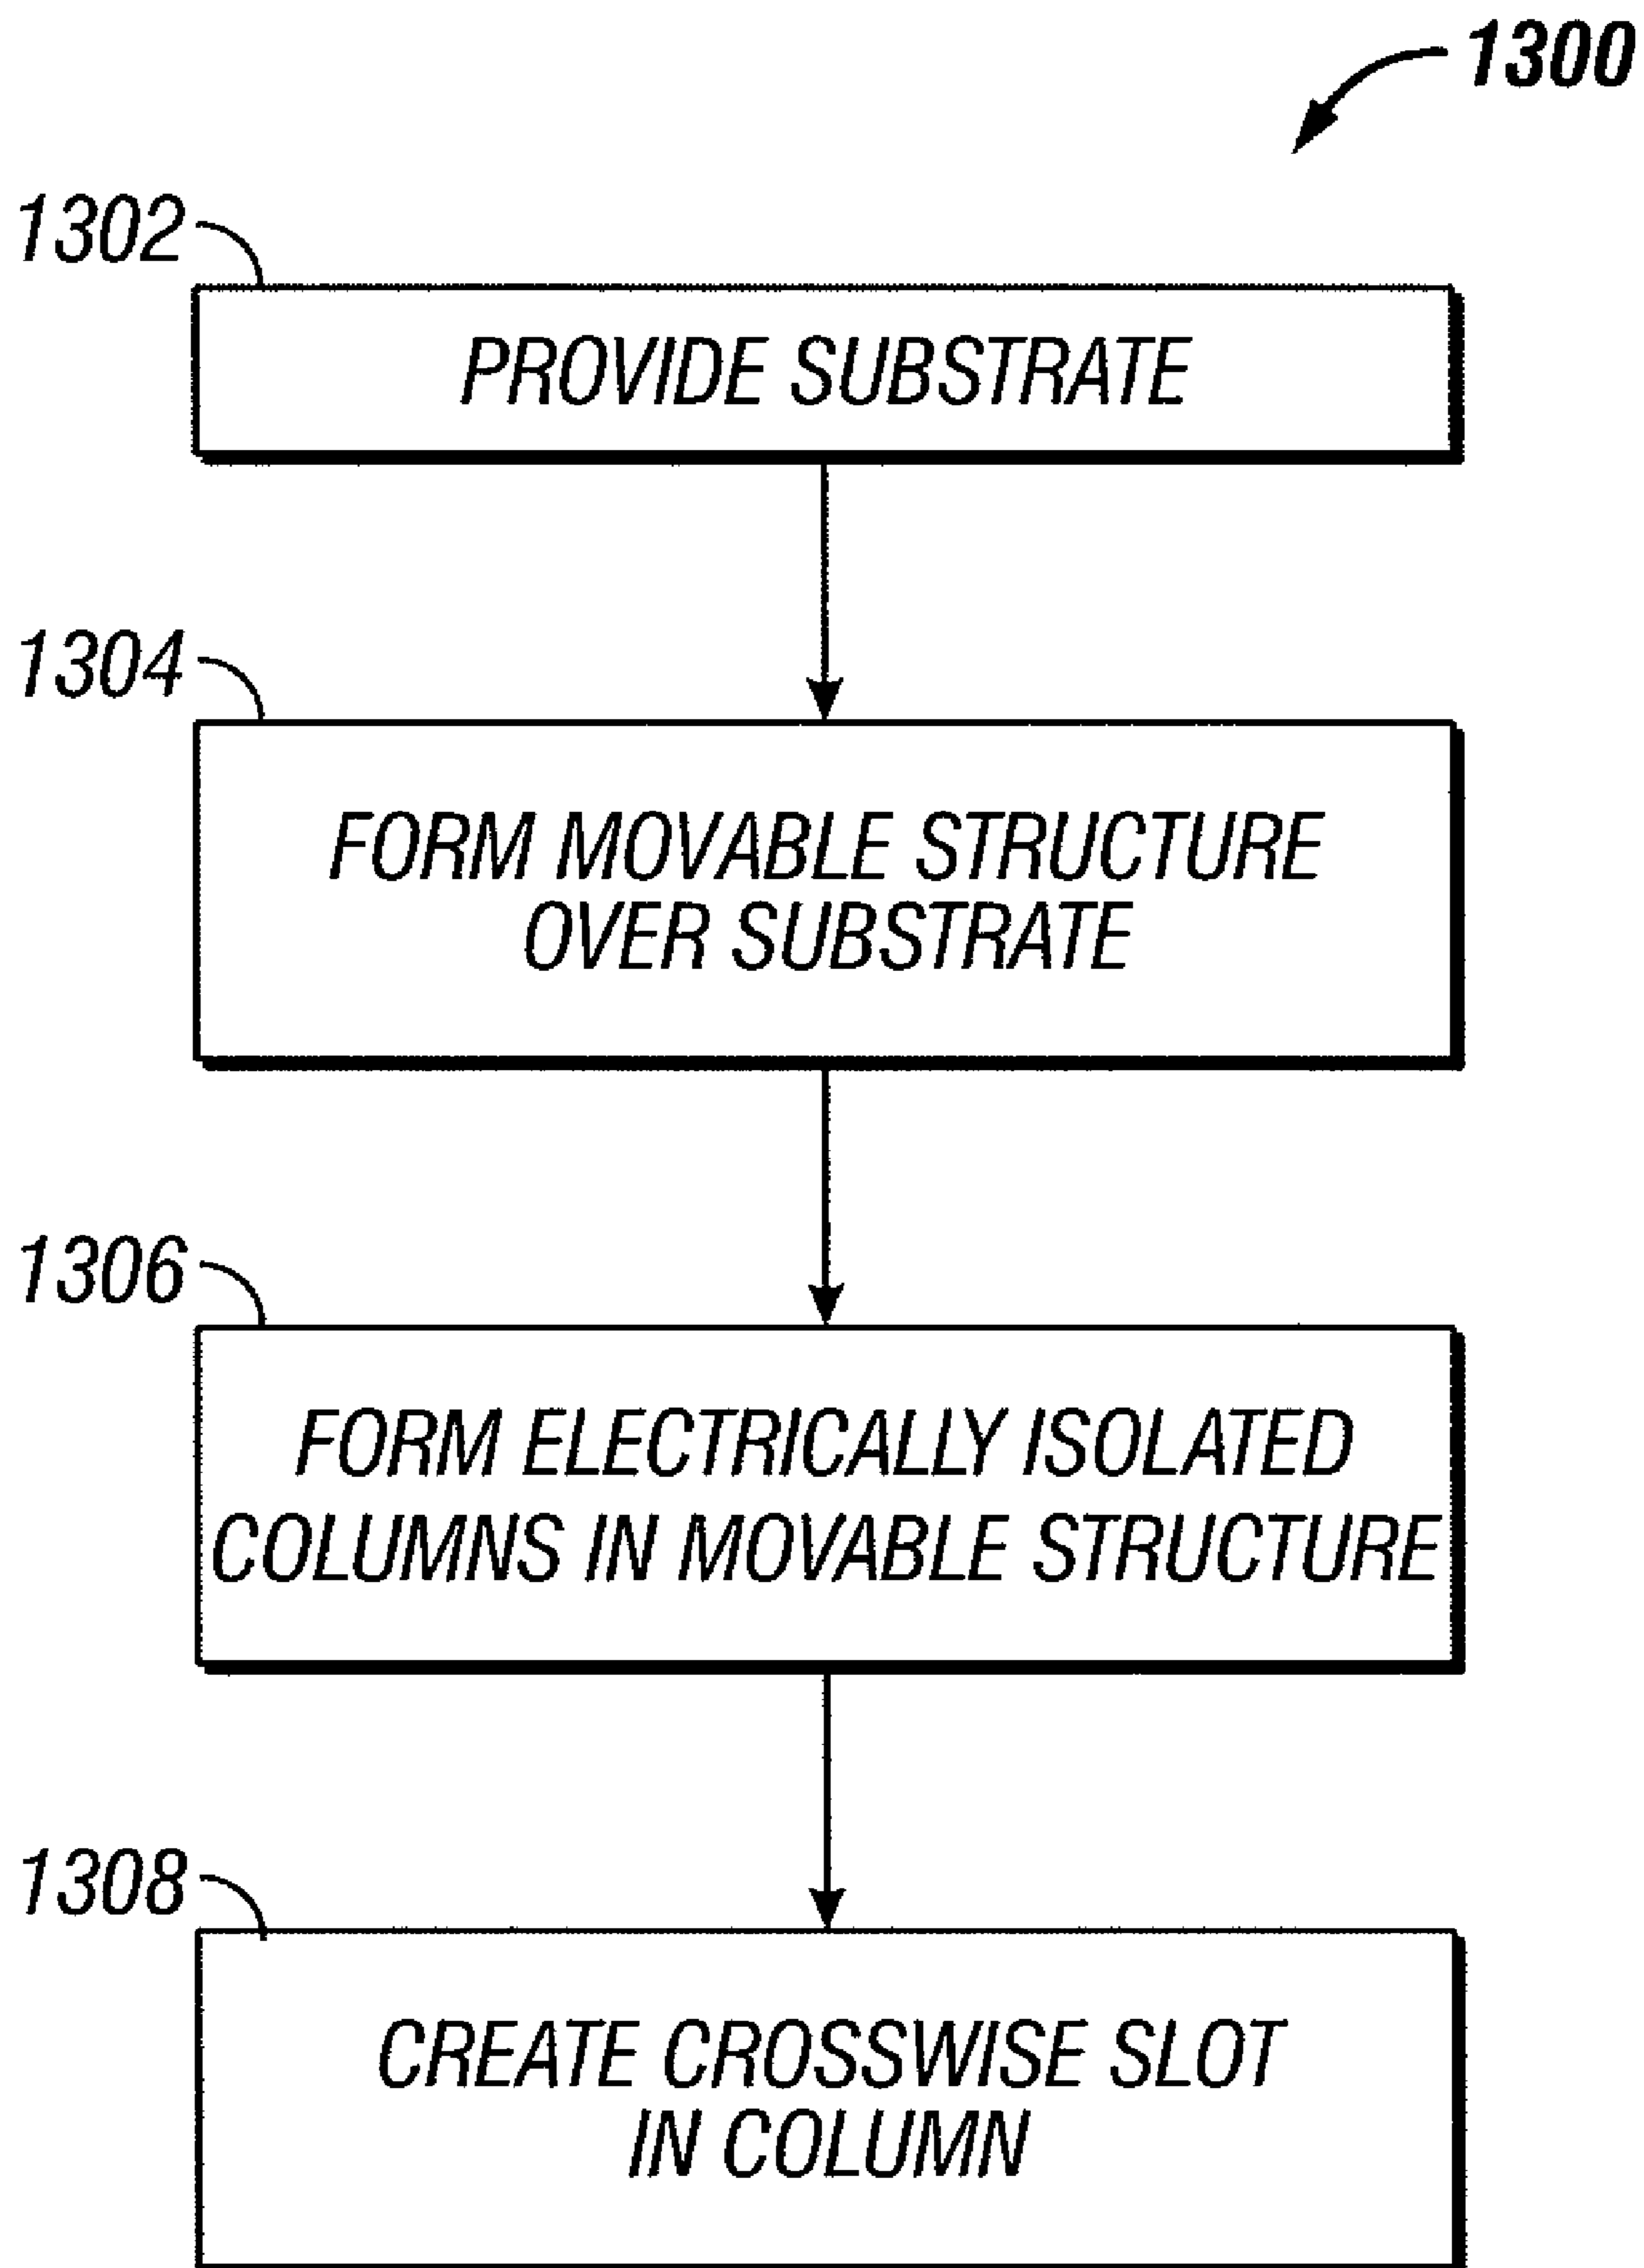 1300
1302
PROVIDE SUBSTRATE
1304
FORM MOVABLE STRUCTURE
OVER SUBSTRATE
1306
FORM ELECTRICALLY ISOLATED
COLUMNS IN MOVABLE STRUCTURE
1308
CREATE CROSSWISE SLOT
IN COLUMN